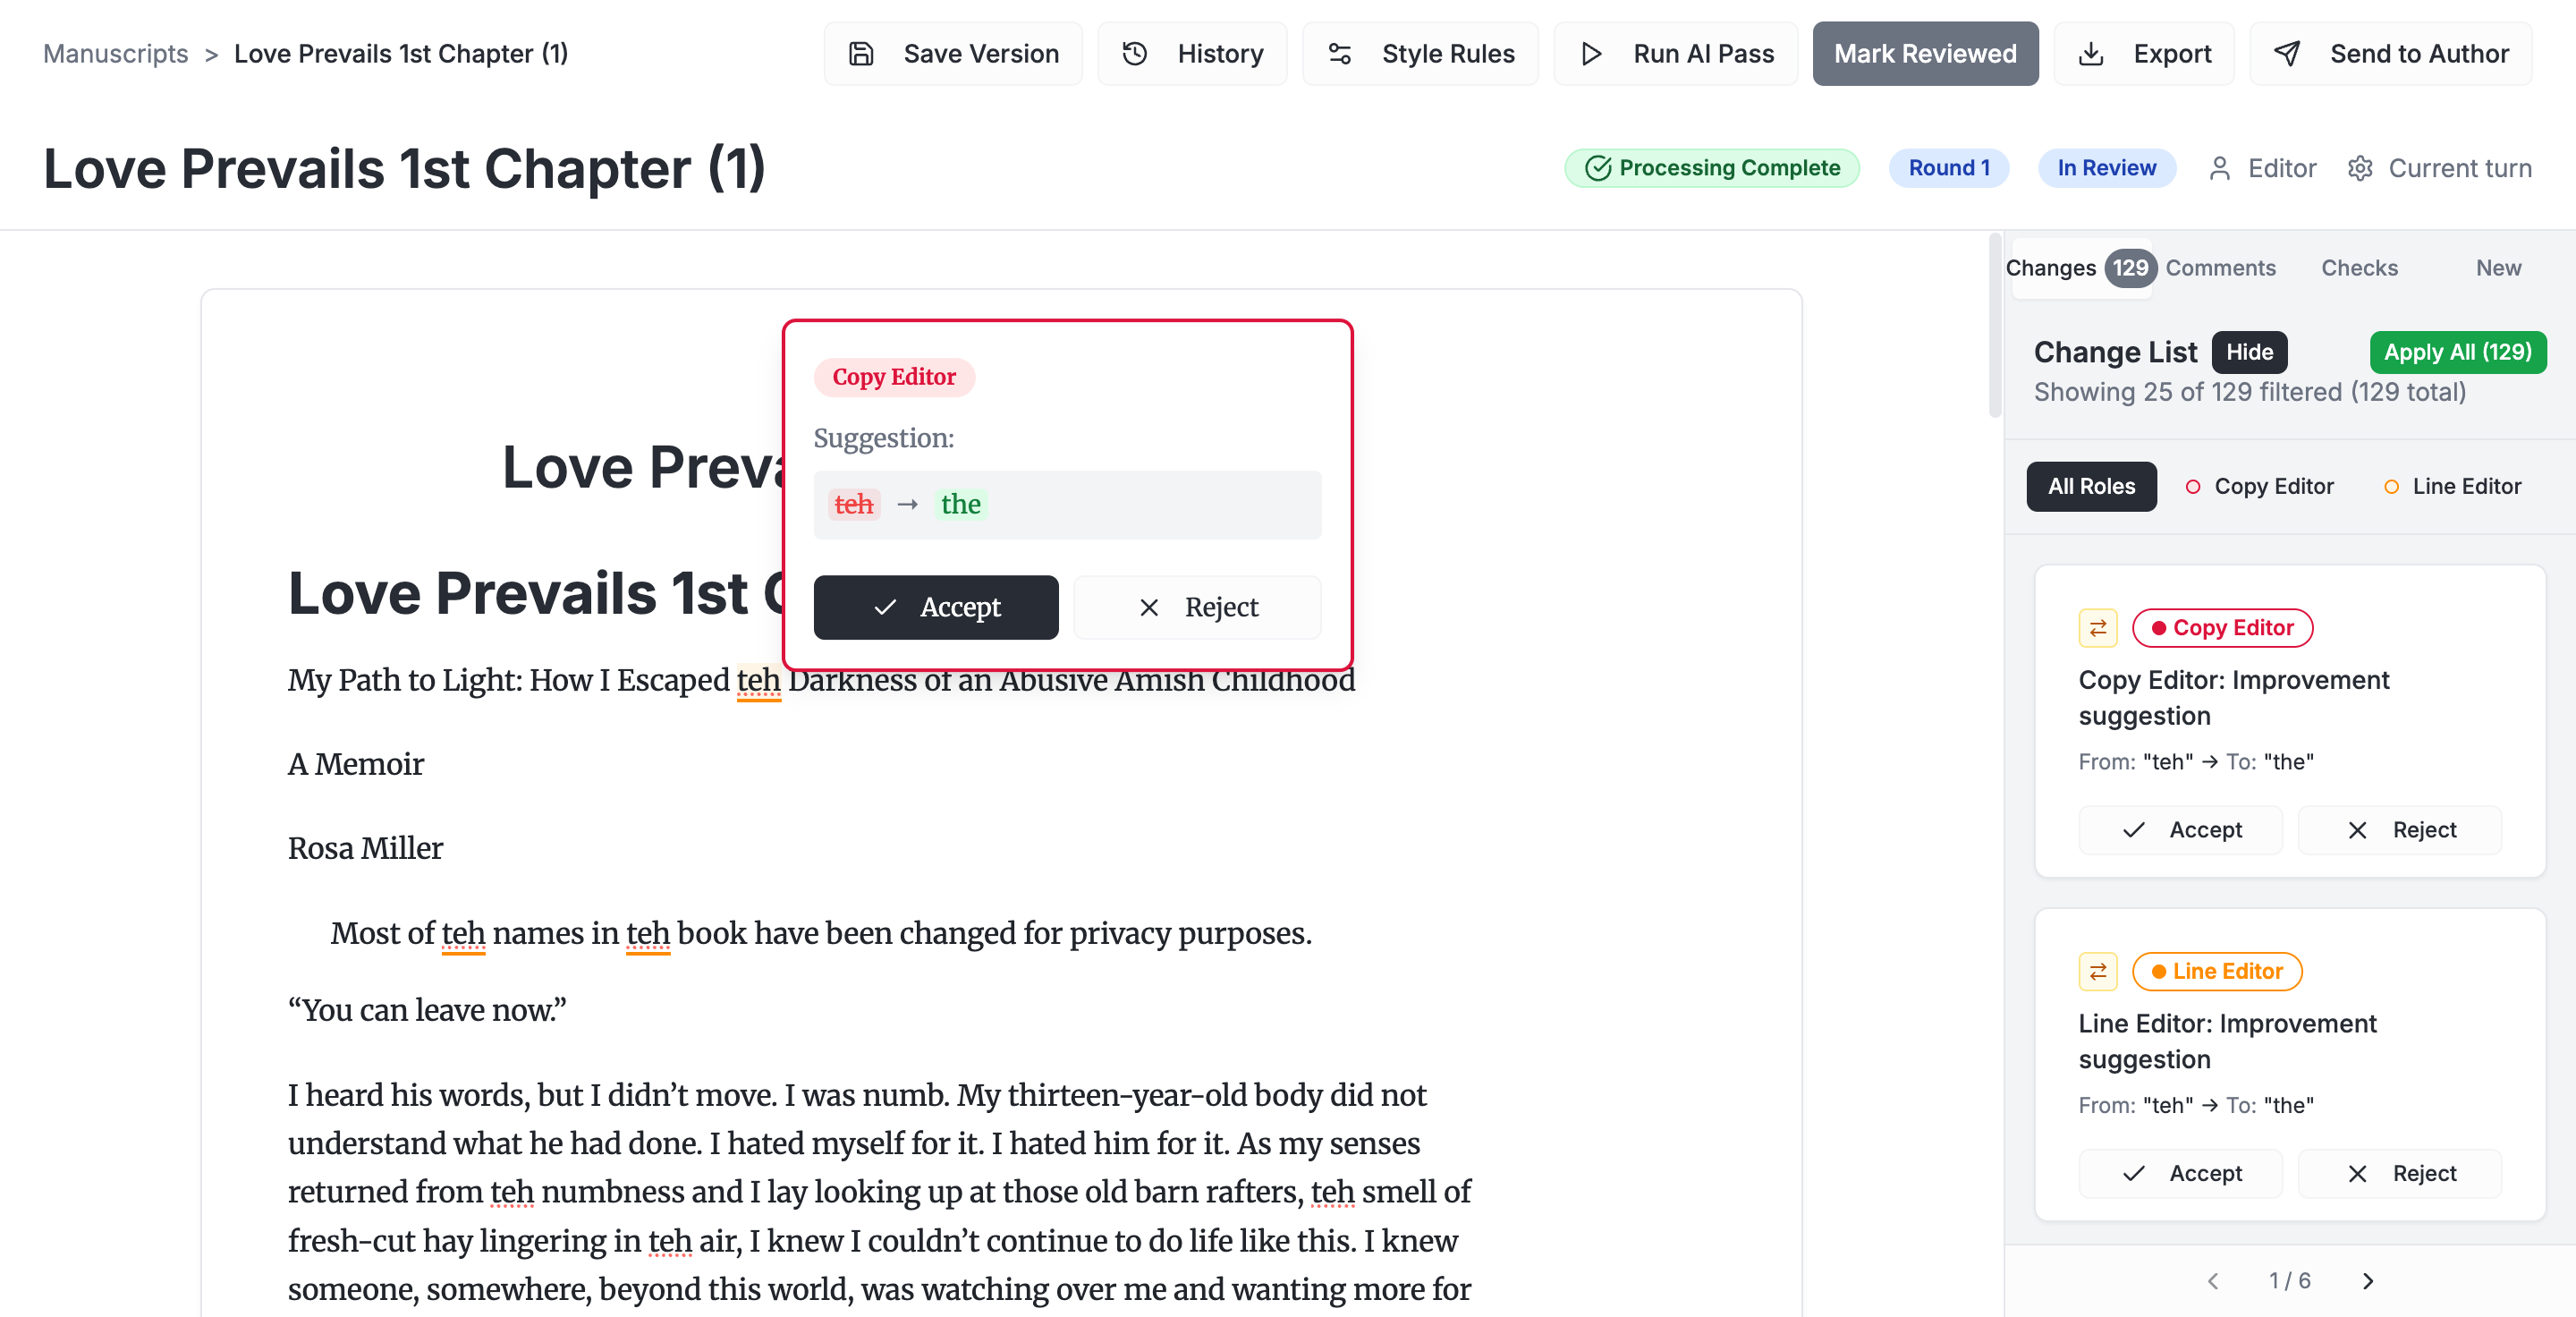 Manuscripts > Love Prevails 1st Chapter (1)
Save Version
History
Style Rules
Run AI Pass
Mark Reviewed
Export
Send to Author
Love Prevails 1st Chapter (1)
Processing Complete
Round 1
In Review
Editor
Current turn
Love Preva
Love Prevails 1st
My Path to Light: How I Escaped teh Darkness of an Abusive Amish Childhood
A Memoir
Rosa Miller
Most of teh names in teh book have been changed for privacy purposes.
“You can leave now.”
I heard his words, but I didn’t move. I was numb. My thirteen-year-old body did not
understand what he had done. I hated myself for it. I hated him for it. As my senses
returned from teh numbness and I lay looking up at those old barn rafters, teh smell of
fresh-cut hay lingering in teh air, I knew I couldn’t continue to do life like this. I knew
someone, somewhere, beyond this world, was watching over me and wanting more for
Copy Editor
Suggestion:
teh → the
Accept
Reject
Changes 129
Comments
Checks
New
Change List
Hide
Apply All (129)
Showing 25 of 129 filtered (129 total)
All Roles
Copy Editor
Line Editor
Copy Editor
Copy Editor: Improvement
suggestion
From: "teh" → To: "the"
Accept
Reject
Line Editor
Line Editor: Improvement
suggestion
From: "teh" → To: "the"
Accept
Reject
1 / 6